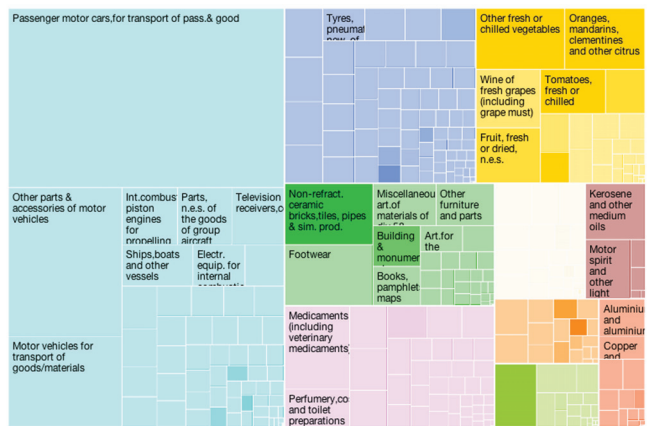 Passenger motor cars,for transport of pass.& good
Other parts &
accessories of motor
vehicles
Motor vehicles for
transport of
goods/materials
Int.combus
piston
engines
for
propelling
Parts,
n.e.s. of
the goods
of group
aircraft
Television
receivers,c
Ships,boats
and other
vessels
Electr.
equip. for
internal
combustio
Tyres,
pneumat
new, of
Other fresh or
chilled vegetables
Oranges,
mandarins,
clementines
and other citrus
Wine of
fresh grapes
(including
grape must)
Tomatoes,
fresh or
chilled
Fruit, fresh
or dried,
n.e.s.
Non-refract.
ceramic
bricks,tiles, pipes
& sim. prod.
Miscellaneou
art.of
materials of
Other
furniture
and parts
Footwear
Building
&
monumen
Art.for
the
Books,
pamphlet
maps
Kerosene
and other
medium
oils
Motor
spirit
and
other
light
Medicaments
(including
veterinary
medicaments)
Perfumery,co
and toilet
preparations
Aluminiu
and
aluminiur
Copper
and